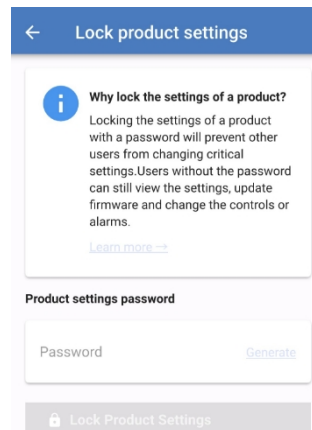 Lock product settings
Why lock the settings of a product?
Locking the settings of a product
with a password will prevent other
users from changing critical
settings.Users without the password
can still view the settings, update
firmware and change the controls or
alarms.
Learn more →
Product settings password
Password Generate
Lock Product Settings